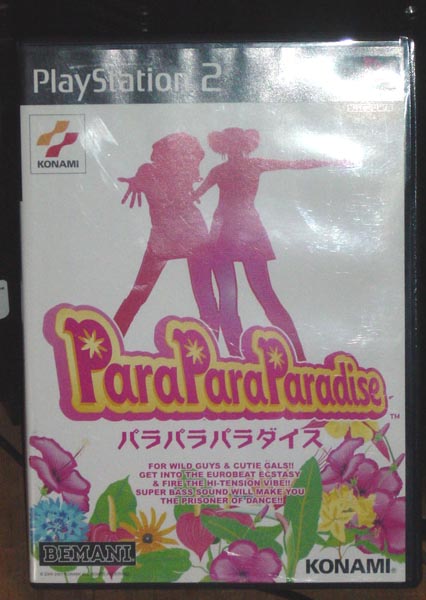 PlayStation 2
KONAMI
ParaParaParadise
TM
パラパラパラダイス
FOR WILD GUYS & CUTIE GALS!!
GET INTO THE EUROBEAT ECSTASY
& FIRE THE HI-TENSION VIBE!!
SUPER BASS SOUND WILL MAKE YOU
THE PRISONER OF DANCE!!
BEMANI
KONAMI